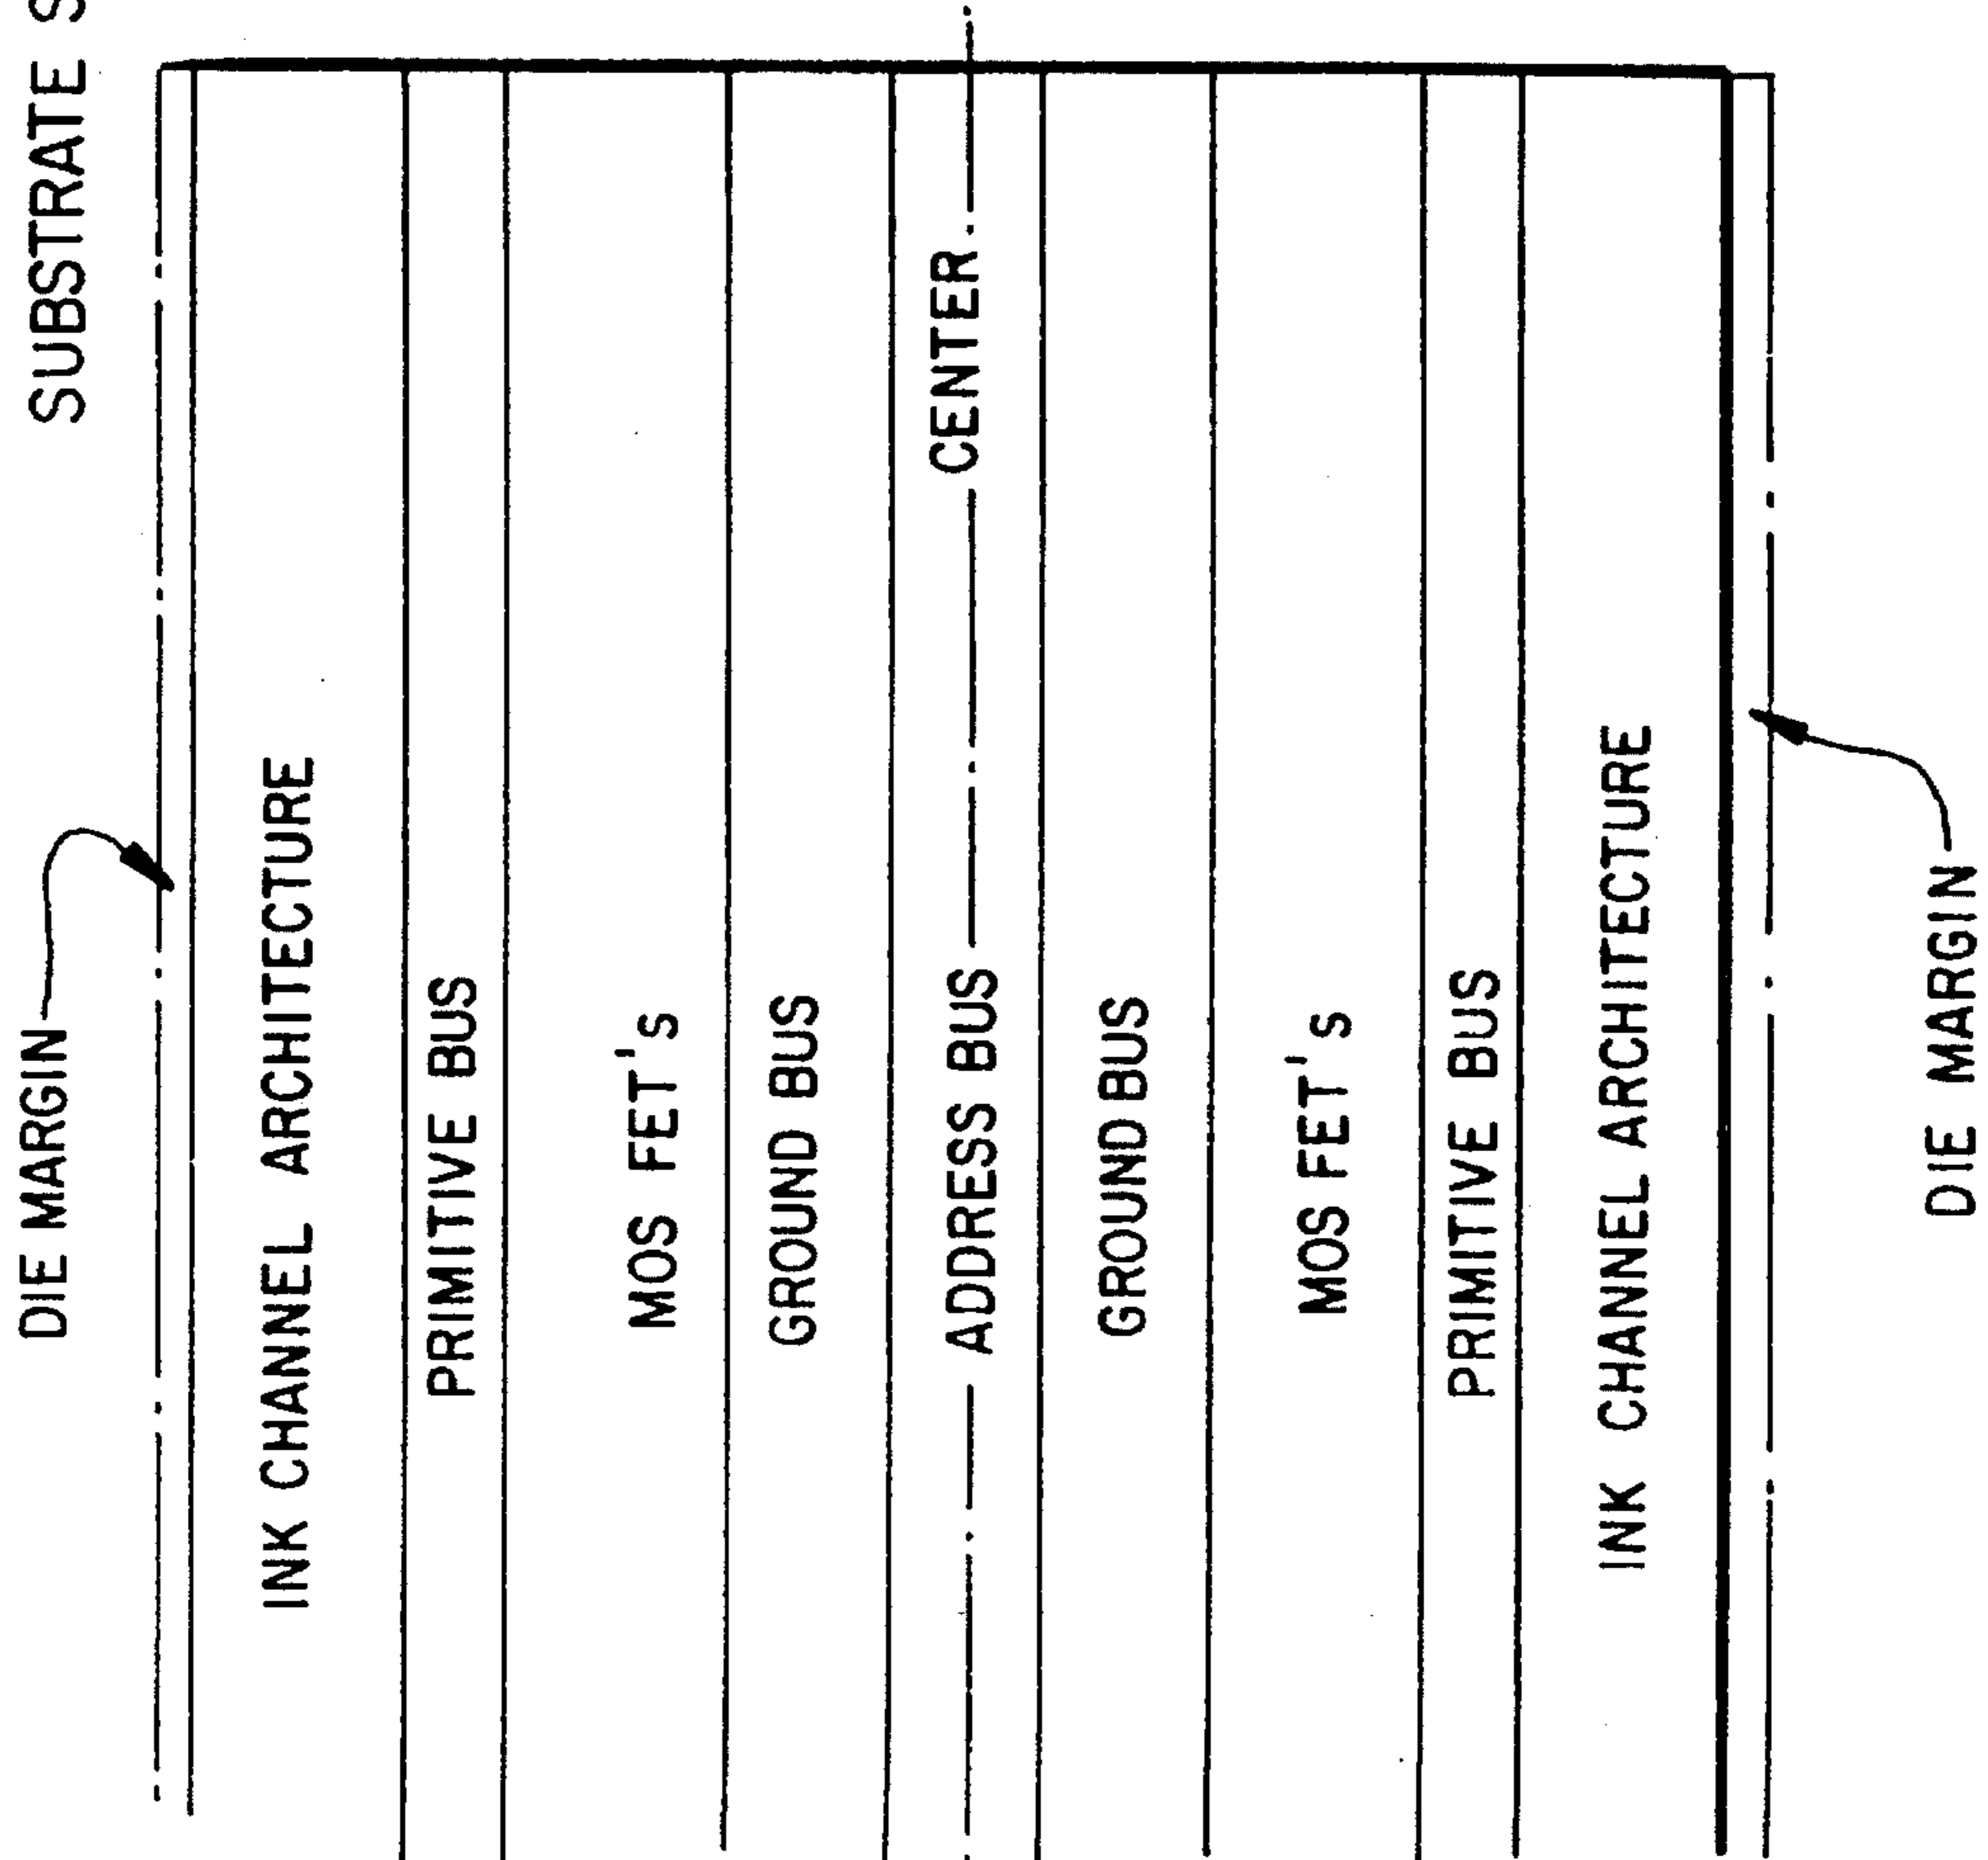 SUBSTRATE
DIE MARGIN
INK CHANNEL ARCHITECTURE
PRIMITIVE BUS
MOS FET's
GROUND BUS
ADDRESS BUS CENTER
GROUND BUS
MOS FET's
PRIMITIVE BUS
INK CHANNEL ARCHITECTURE
DIE MARGIN